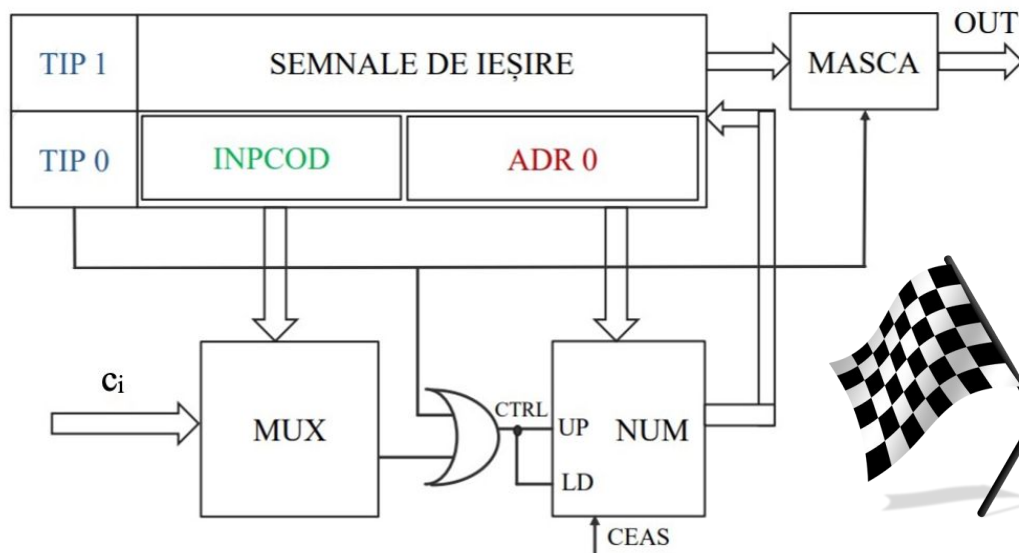 OUT
TIP 1
SEMNALE DE IEȘIRE
MASCA
TIP 0
INPCOD
ADR 0
cᵢ
MUX
CTRL
UP
NUM
LD
CEAS